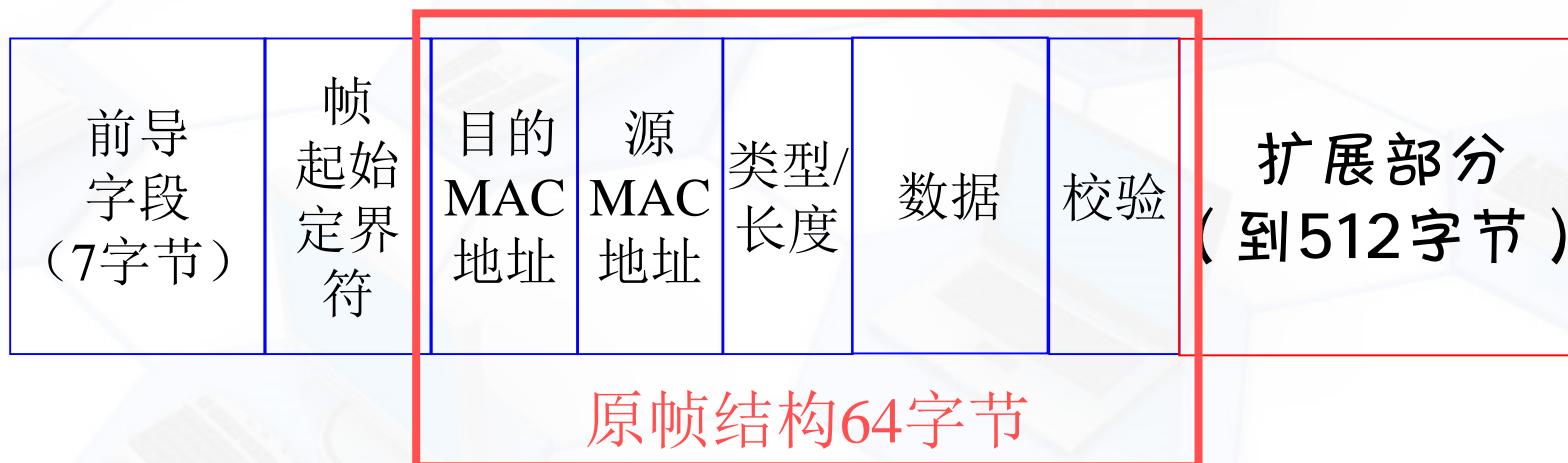 前导
字段
（7字节）
帧
起始
定界
符
目的
MAC
地址
源
MAC
地址
类型/
长度
数据
校验
扩展部分
（到512字节）
原帧结构64字节